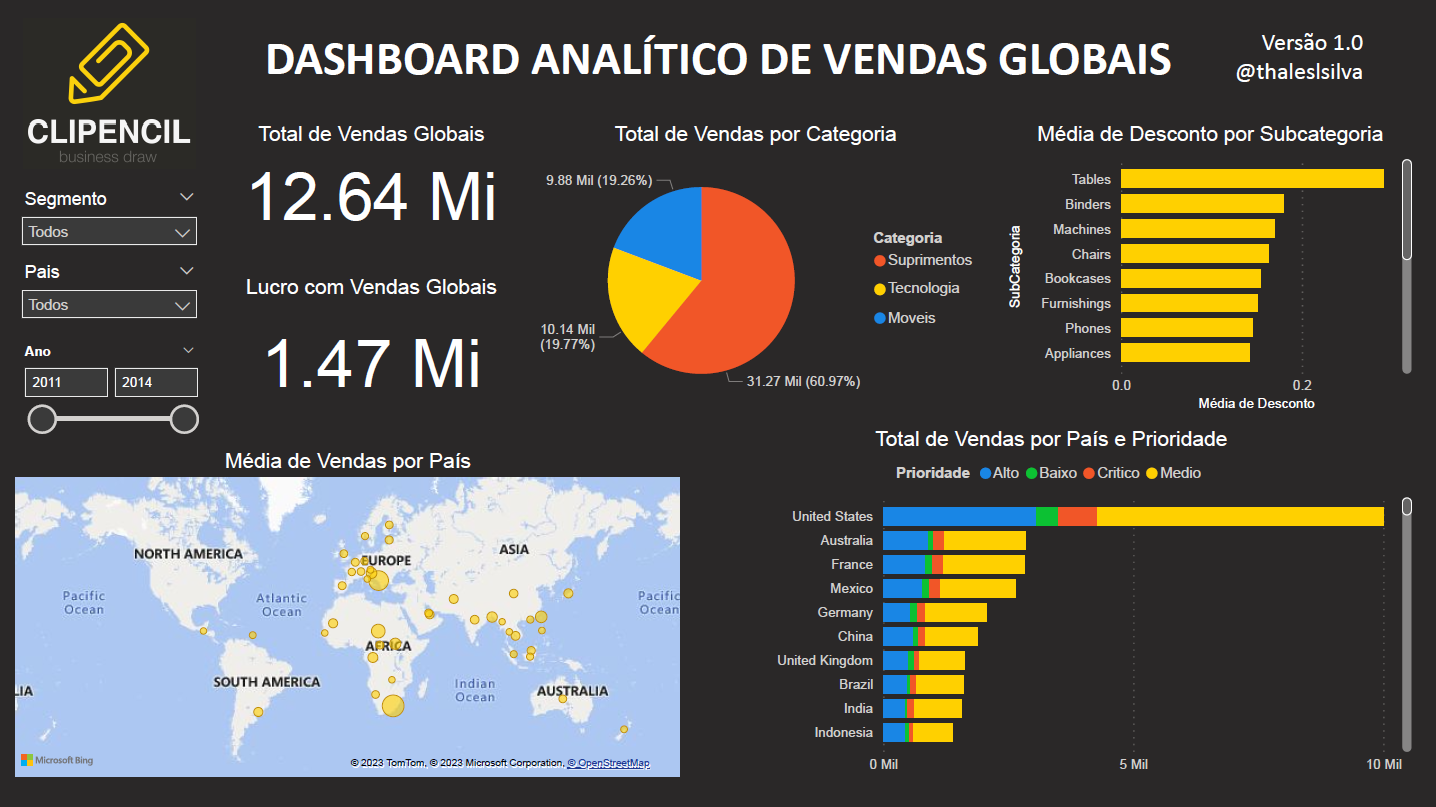 CLIPENCIL
business draw
DASHBOARD ANALÍTICO DE VENDAS GLOBAIS
Versão 1.0
@thaleslsilva
Segmento
Todos
Pais
Todos
Ano
2011 2014
Total de Vendas Globais
12.64 Mi
Lucro com Vendas Globais
1.47 Mi
Total de Vendas por Categoria
9.88 Mil (19.26%)
10.14 Mil
(19.77%)
31.27 Mil (60.97%)
Categoria
Suprimentos
Tecnologia
Moveis
Média de Desconto por Subcategoria
SubCategoria
Tables
Binders
Machines
Chairs
Bookcases
Furnishings
Phones
Appliances
0.0 0.2
Média de Desconto
Média de Vendas por País
NORTH AMERICA
EUROPE
ASIA
Pacific
Ocean
Atlantic
Ocean
Pacific
Ocean
AFRICA
SOUTH AMERICA
Indian
Ocean
AUSTRALIA
LIA
Microsoft Bing
© 2023 TomTom, © 2023 Microsoft Corporation, © OpenStreetMap
Total de Vendas por País e Prioridade
Prioridade Alto Baixo Critico Medio
United States
Australia
France
Mexico
Germany
China
United Kingdom
Brazil
India
Indonesia
0 Mil 5 Mil 10 Mil